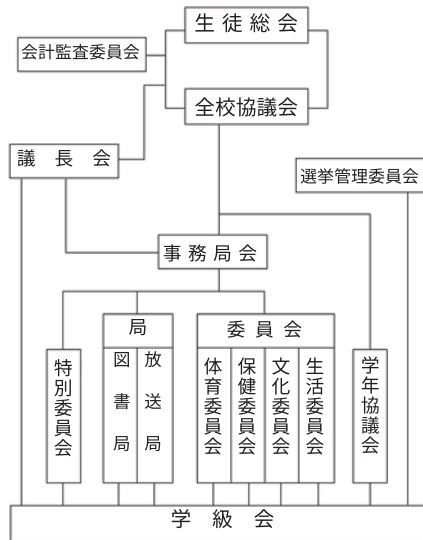 生徒総会
会計監査委員会
全校協議会
議長会
選挙管理委員会
事務局会
局
委員会
特別委員会
図書局
放送局
体育委員会
保健委員会
文化委員会
生活委員会
学年協議会
学級会